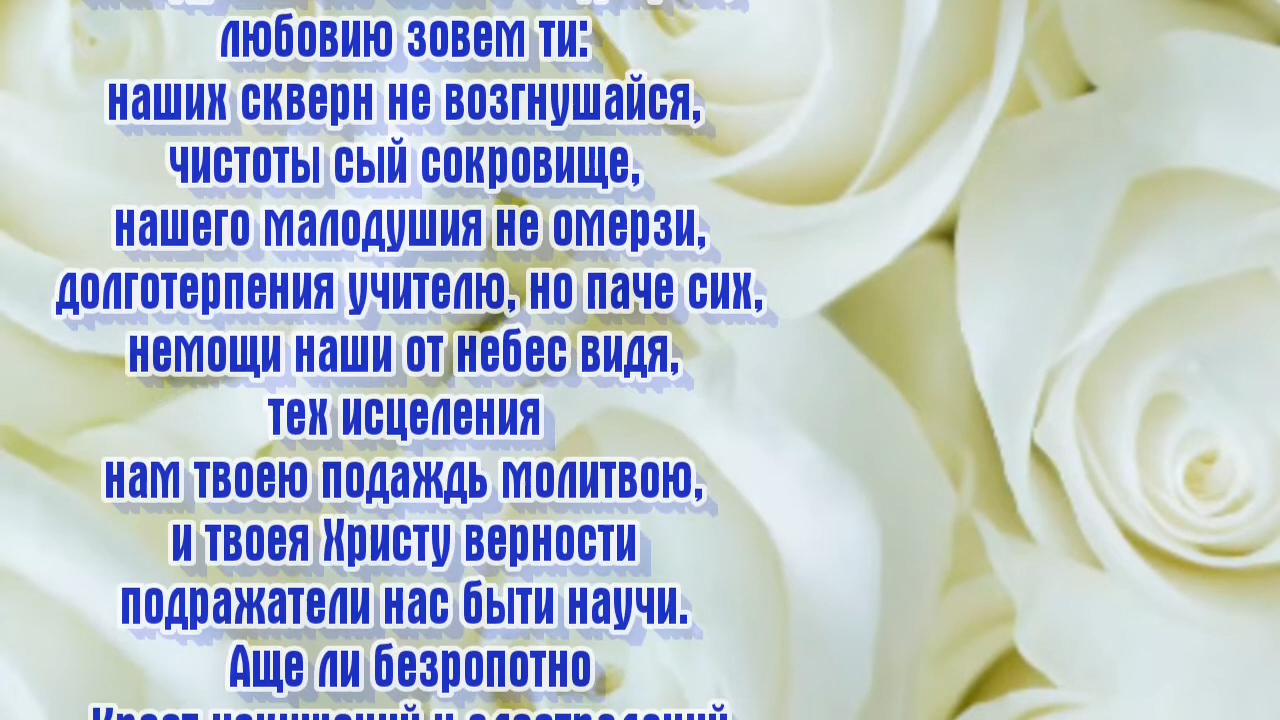 любовию зовем ти:
наших скверн не возгнушайся,
чистоты сый сокровище,
нашего малодушия не омерзи,
долготерпения учителю, но паче сих,
немощи наши от небес видя,
тех исцеления
нам твоею подаждь молитвою,
и твоея Христу верности
подражатели нас быти научи.
Аще ли безропотно